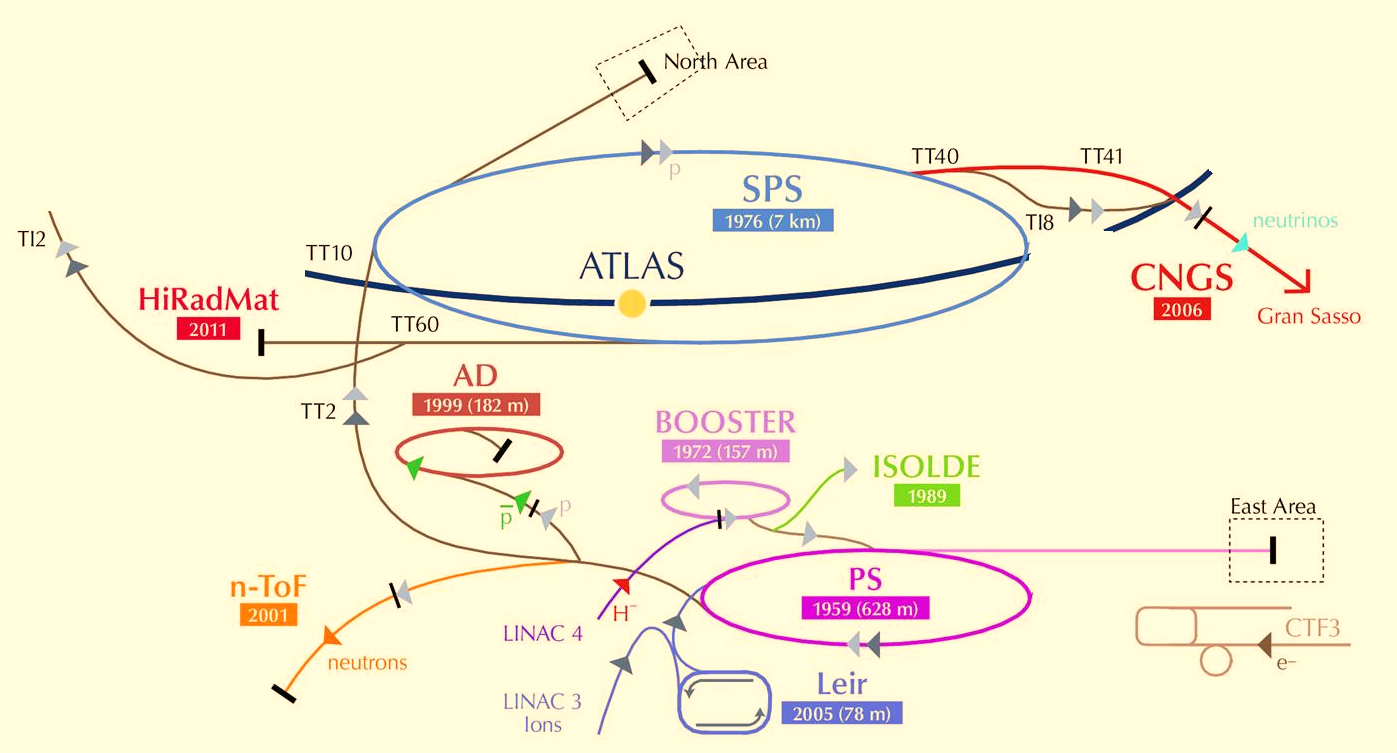 North Area
p
SPS
1976 (7 km)
TT40
TT41
TI8
neutrinos
TI2
TT10
ATLAS
CNGS
2006
Gran Sasso
HiRadMat
2011
TT60
AD
1999 (182 m)
TT2
BOOSTER
1972 (157 m)
ISOLDE
1989
p̅
p
East Area
n-ToF
2001
neutrons
H⁻
LINAC 4
PS
1959 (628 m)
CTF3
e–
LINAC 3
Ions
Leir
2005 (78 m)